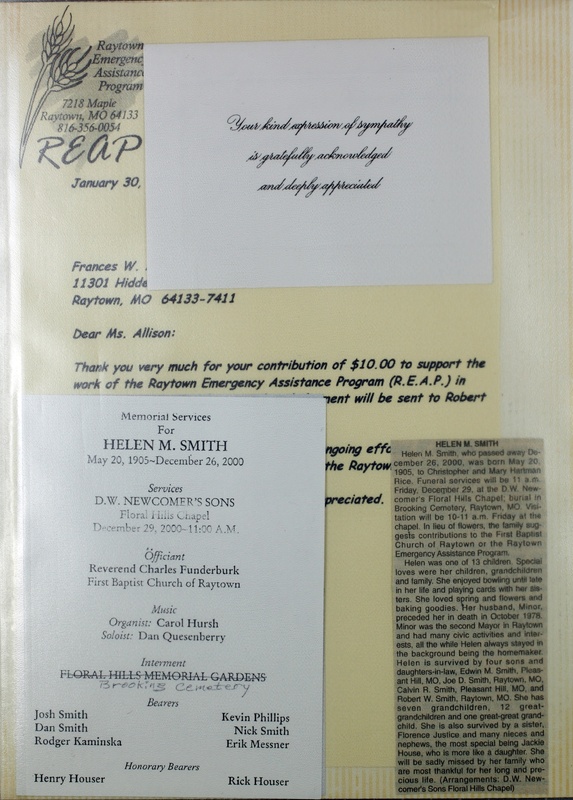 Raytown
Emergency
Assistance
Program
7218 Maple
Raytown, MO 64133
816-356-0054
REAP
January 30,
Your kind expression of sympathy
is gratefully acknowledged
and deeply appreciated
Frances W.
11301 Hidde
Raytown, MO 64133-7411
Dear Ms. Allison:
Thank you very much for your contribution of $10.00 to support the
work of the Raytown Emergency Assistance Program (R.E.A.P.) in
ment will be sent to Robert
ngoing effo
the Raytow
preciated.
Memorial Services
For
HELEN M. SMITH
May 20, 1905~December 26, 2000
Services
D.W. NEWCOMER'S SONS
Floral Hills Chapel
December 29, 2000~11:00 A.M.
Officiant
Reverend Charles Funderburk
First Baptist Church of Raytown
Music
Organist: Carol Hursh
Soloist: Dan Quesenberry
Interment
FLORAL HILLS MEMORIAL GARDENS
Brooking Cemetery
Bearers
Josh Smith Kevin Phillips
Dan Smith Nick Smith
Rodger Kaminska Erik Messner
Honorary Bearers
Henry Houser Rick Houser
HELEN M. SMITH
Helen M. Smith, who passed away De-
cember 26, 2000, was born May 20,
1905, to Christopher and Mary Hertman
Rice. Funeral services will be 11 a.m.
Friday, December 29, at the D.W. New-
comer's Floral Hills Chapel; burial in
Brooking Cemetery, Raytown, MO. Visi-
tation will be 10-11 a.m. Friday at the
chapel. In lieu of flowers, the family sug-
gests contributions to the First Baptist
Church of Raytown or the Raytown
Emergency Assistance Program.
Helen was one of 13 children. Special
loves were her children, grandchildren
and family. She enjoyed bowling until late
in her life and playing cards with her sis-
ters. She loved spring and flowers and
baking goodies. Her husband, Minor,
preceded her in death in October 1978.
Minor was the second Mayor in Raytown
and had many civic activities and inter-
ests, all the while Helen always stayed in
the background being the homemaker.
Helen is survived by four sons and
daughters-in-law, Edwin M. Smith, Pleas-
ant Hill, MO, Joe D. Smith, Raytown, MO,
Calvin R. Smith, Pleasant Hill, MO, and
Robert W. Smith, Raytown, MO. She has
seven grandchildren, 12 great-
grandchildren and one great-great grand-
child. She is also survived by a sister,
Florence Justice and many nieces and
nephews, the most special being Jackie
House, who is more like a daughter. She
will be sadly missed by her family who
are most thankful for her long and pre-
cious life. (Arrangements: D.W. New-
comer's Sons Floral Hills Chapel)